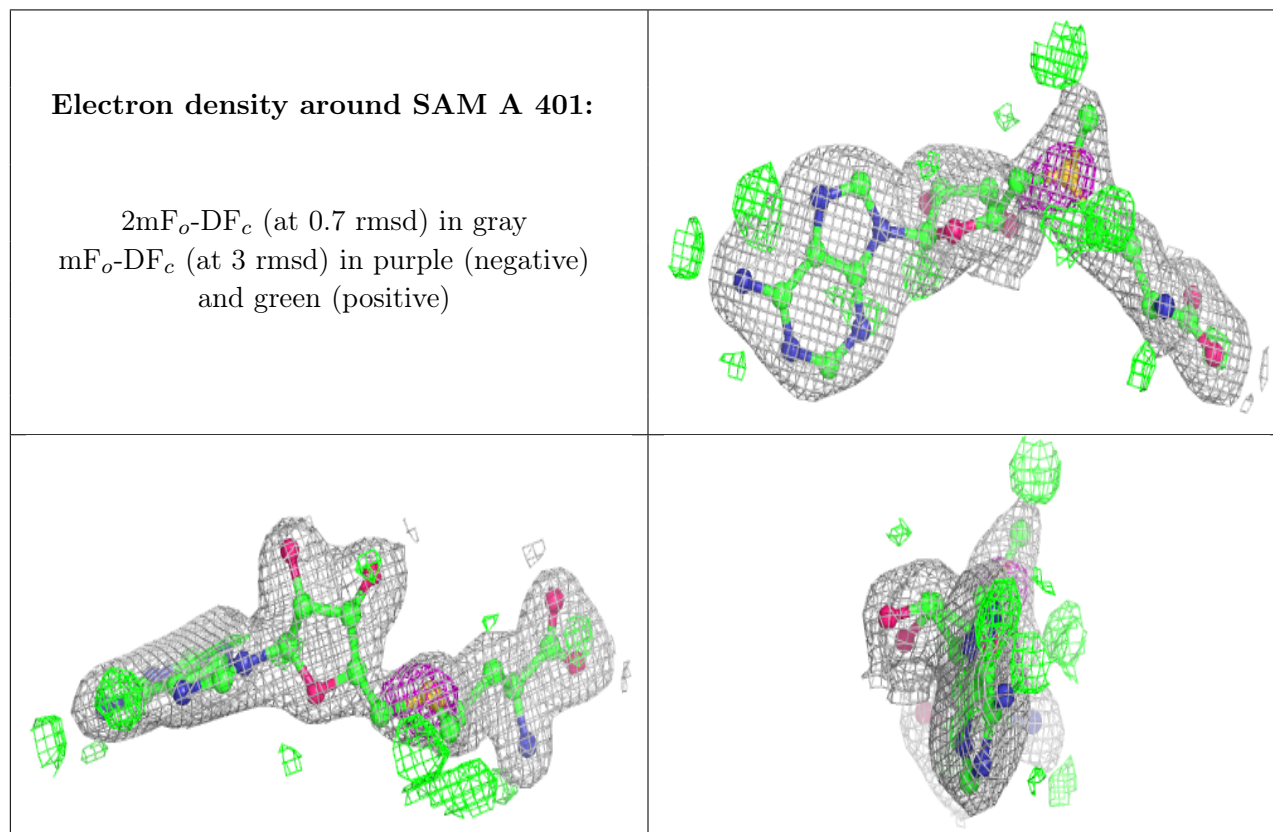 Electron density around SAM A 401:
2mFo-DFc (at 0.7 rmsd) in gray
mFo-DFc (at 3 rmsd) in purple (negative)
and green (positive)